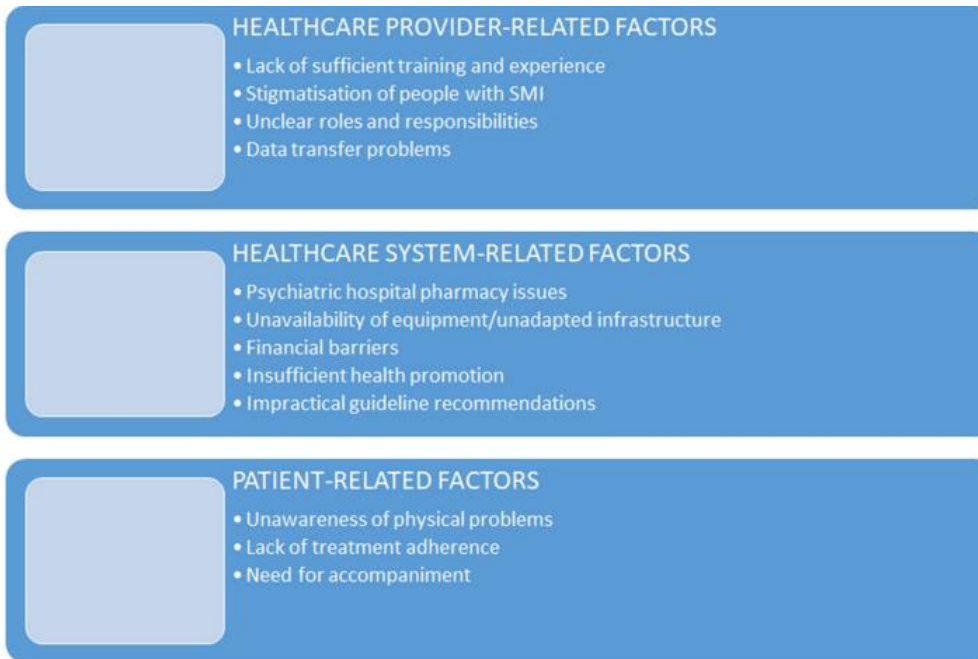 HEALTHCARE PROVIDER-RELATED FACTORS
• Lack of sufficient training and experience
• Stigmatisation of people with SMI
• Unclear roles and responsibilities
• Data transfer problems
HEALTHCARE SYSTEM-RELATED FACTORS
• Psychiatric hospital pharmacy issues
• Unavailability of equipment/unadapted infrastructure
• Financial barriers
• Insufficient health promotion
• Impractical guideline recommendations
PATIENT-RELATED FACTORS
• Unawareness of physical problems
• Lack of treatment adherence
• Need for accompaniment